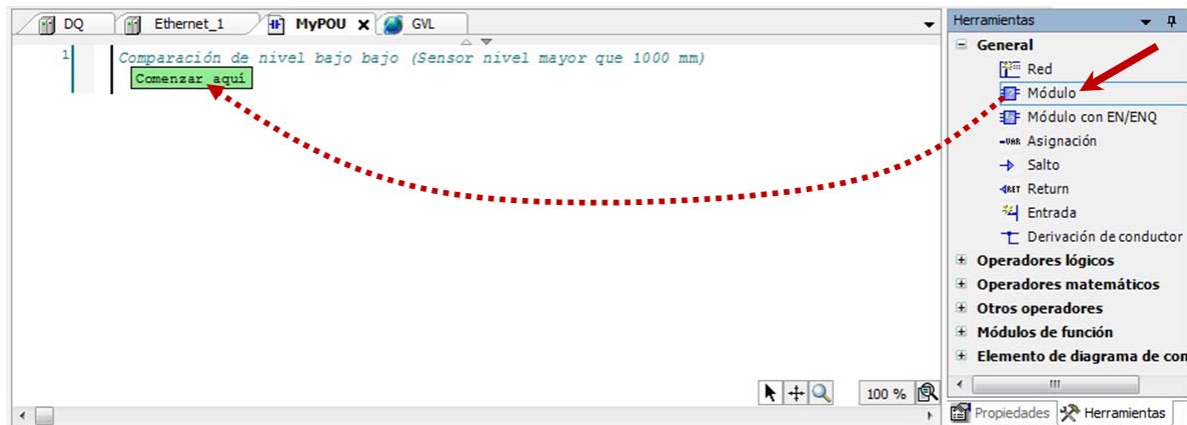 DQ
Ethernet_1
MyPOU
GVL
1
Comparación de nivel bajo bajo (Sensor nivel mayor que 1000 mm)
Comenzar aquí
100 %
Herramientas
General
Red
Módulo
Módulo con EN/ENQ
VAR Asignación
Salto
RET Return
Entrada
Derivación de conductor
Operadores lógicos
Operadores matemáticos
Otros operadores
Módulos de función
Elemento de diagrama de con
Propiedades
Herramientas